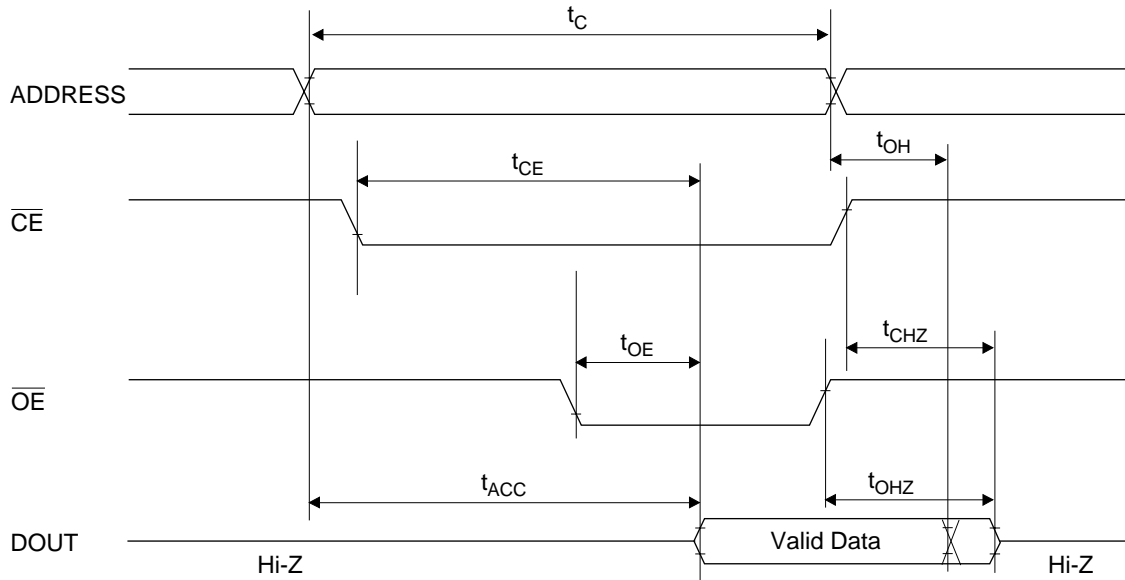 tC
ADDRESS
tOH
tCE
CE
tCHZ
tOE
OE
tACC
tOHZ
DOUT
Valid Data
Hi-Z
Hi-Z